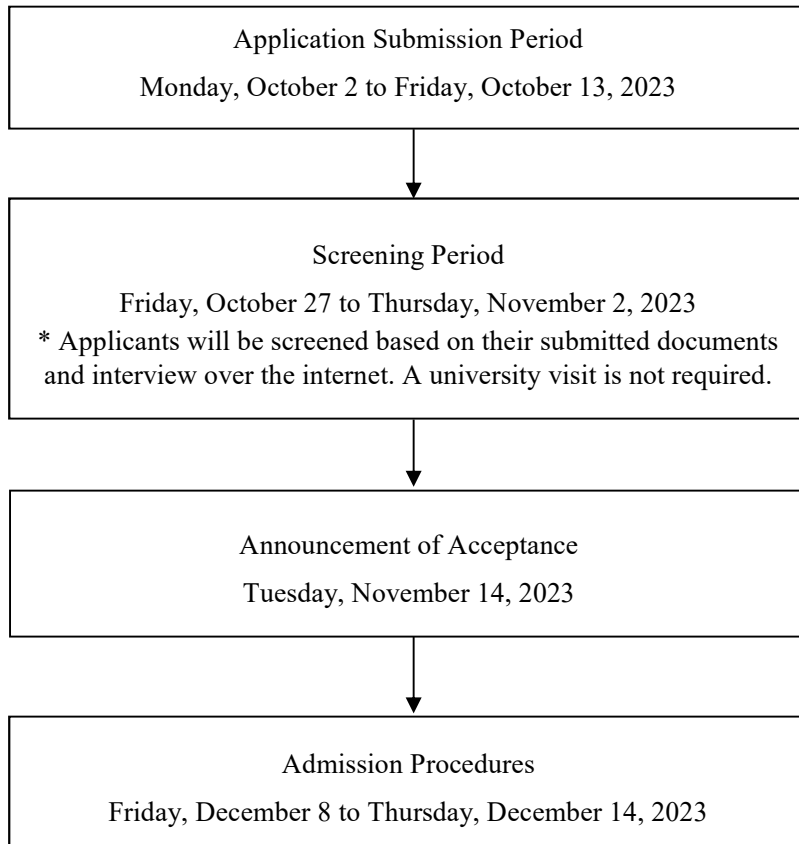 Application Submission Period
Monday, October 2 to Friday, October 13, 2023
Screening Period
Friday, October 27 to Thursday, November 2, 2023
* Applicants will be screened based on their submitted documents
and interview over the internet. A university visit is not required.
Announcement of Acceptance
Tuesday, November 14, 2023
Admission Procedures
Friday, December 8 to Thursday, December 14, 2023